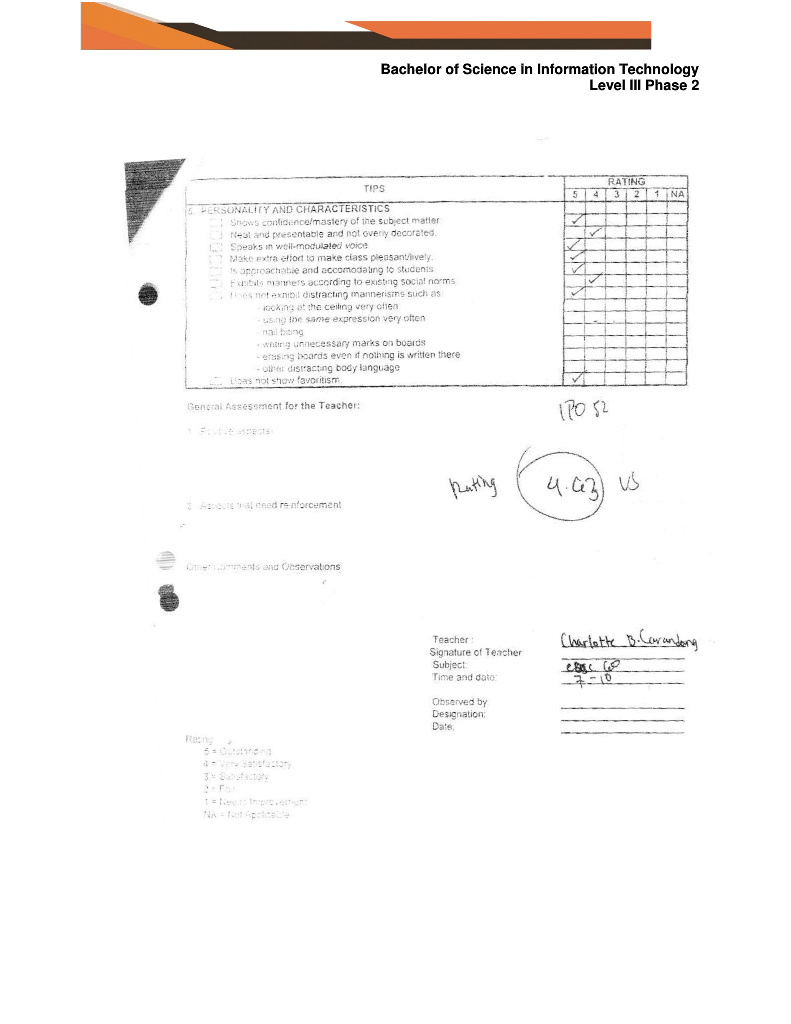 Bachelor of Science in Information Technology
Level III Phase 2
TIPS
RATING
5 4 3 2 1 NA
5. PERSONALITY AND CHARACTERISTICS
Shows confidence/mastery of the subject matter
Neat and presentable and not overly decorated.
Speaks in well-modulated voice
Make extra effort to make class pleasant/lively.
Is approachable and accomodating to students
Exhibits manners according to existing social norms
Does not exhibit distracting mannerisms such as
- looking at the ceiling very often
- using the same expression very often
- nail biting
- writing unnecessary marks on boards
- erasing boards even if nothing is written there
- other distracting body language
Does not show favoritism.
General Assessment for the Teacher:
1. Positive aspects
Rating 4. VS
2. Aspects that need reinforcement
Other Comments and Observations
Teacher : Charlotte B.
Signature of Teacher
Subject:
Time and date: 7-10
Observed by
Designation:
Date:
Rating
5 = Outstanding
4 = Very Satisfactory
3 = Satisfactory
2 = Fair
1 = Needs Improvement
NA = Not Applicable